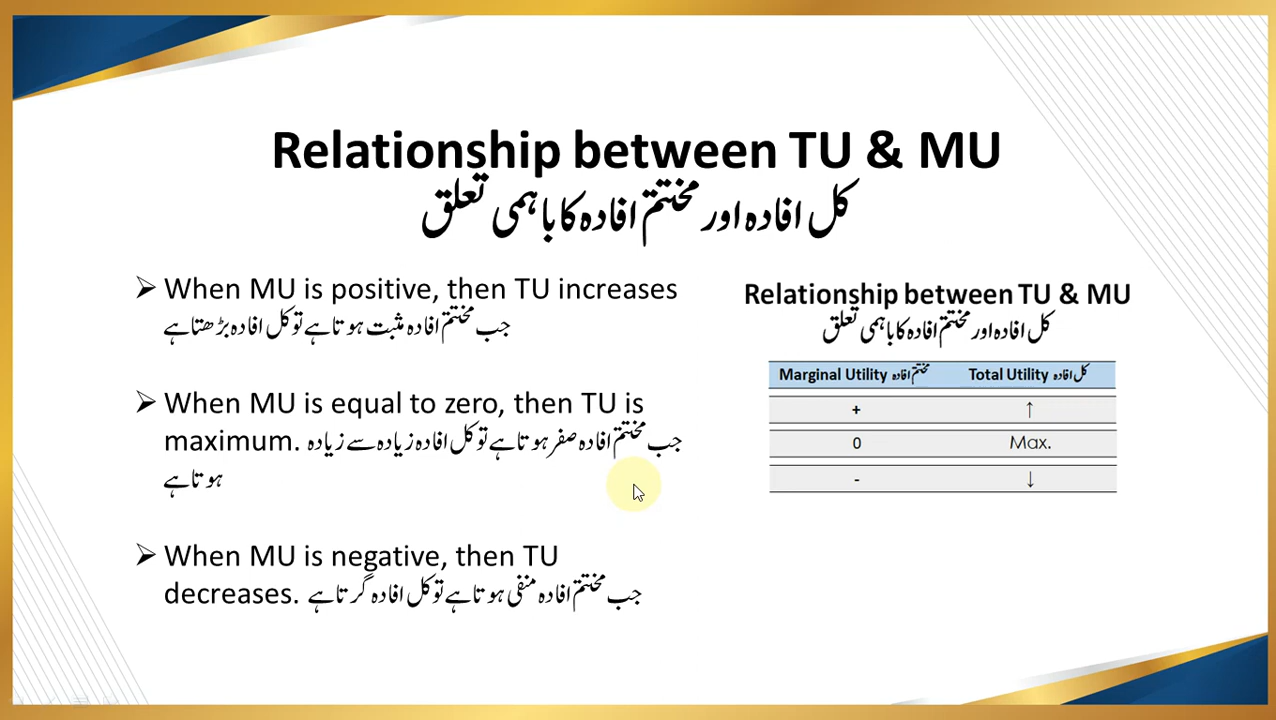 Relationship between TU & MU
کل افادہ اور مختتم افادہ کا باہمی تعلق
➢ When MU is positive, then TU increases
جب مختتم افادہ مثبت ہوتا ہے تو کل افادہ بڑھتا ہے
➢ When MU is equal to zero, then TU is
maximum. جب مختتم افادہ صفر ہوتا ہے تو کل افادہ زیادہ سے زیادہ
ہوتا ہے
➢ When MU is negative, then TU
decreases. جب مختتم افادہ منفی ہوتا ہے تو کل افادہ گرتا ہے
Relationship between TU & MU
کل افادہ اور مختتم افادہ کا باہمی تعلق
Marginal Utility مختتم افادہ Total Utility کل افادہ
+ ↑
0 Max.
- ↓